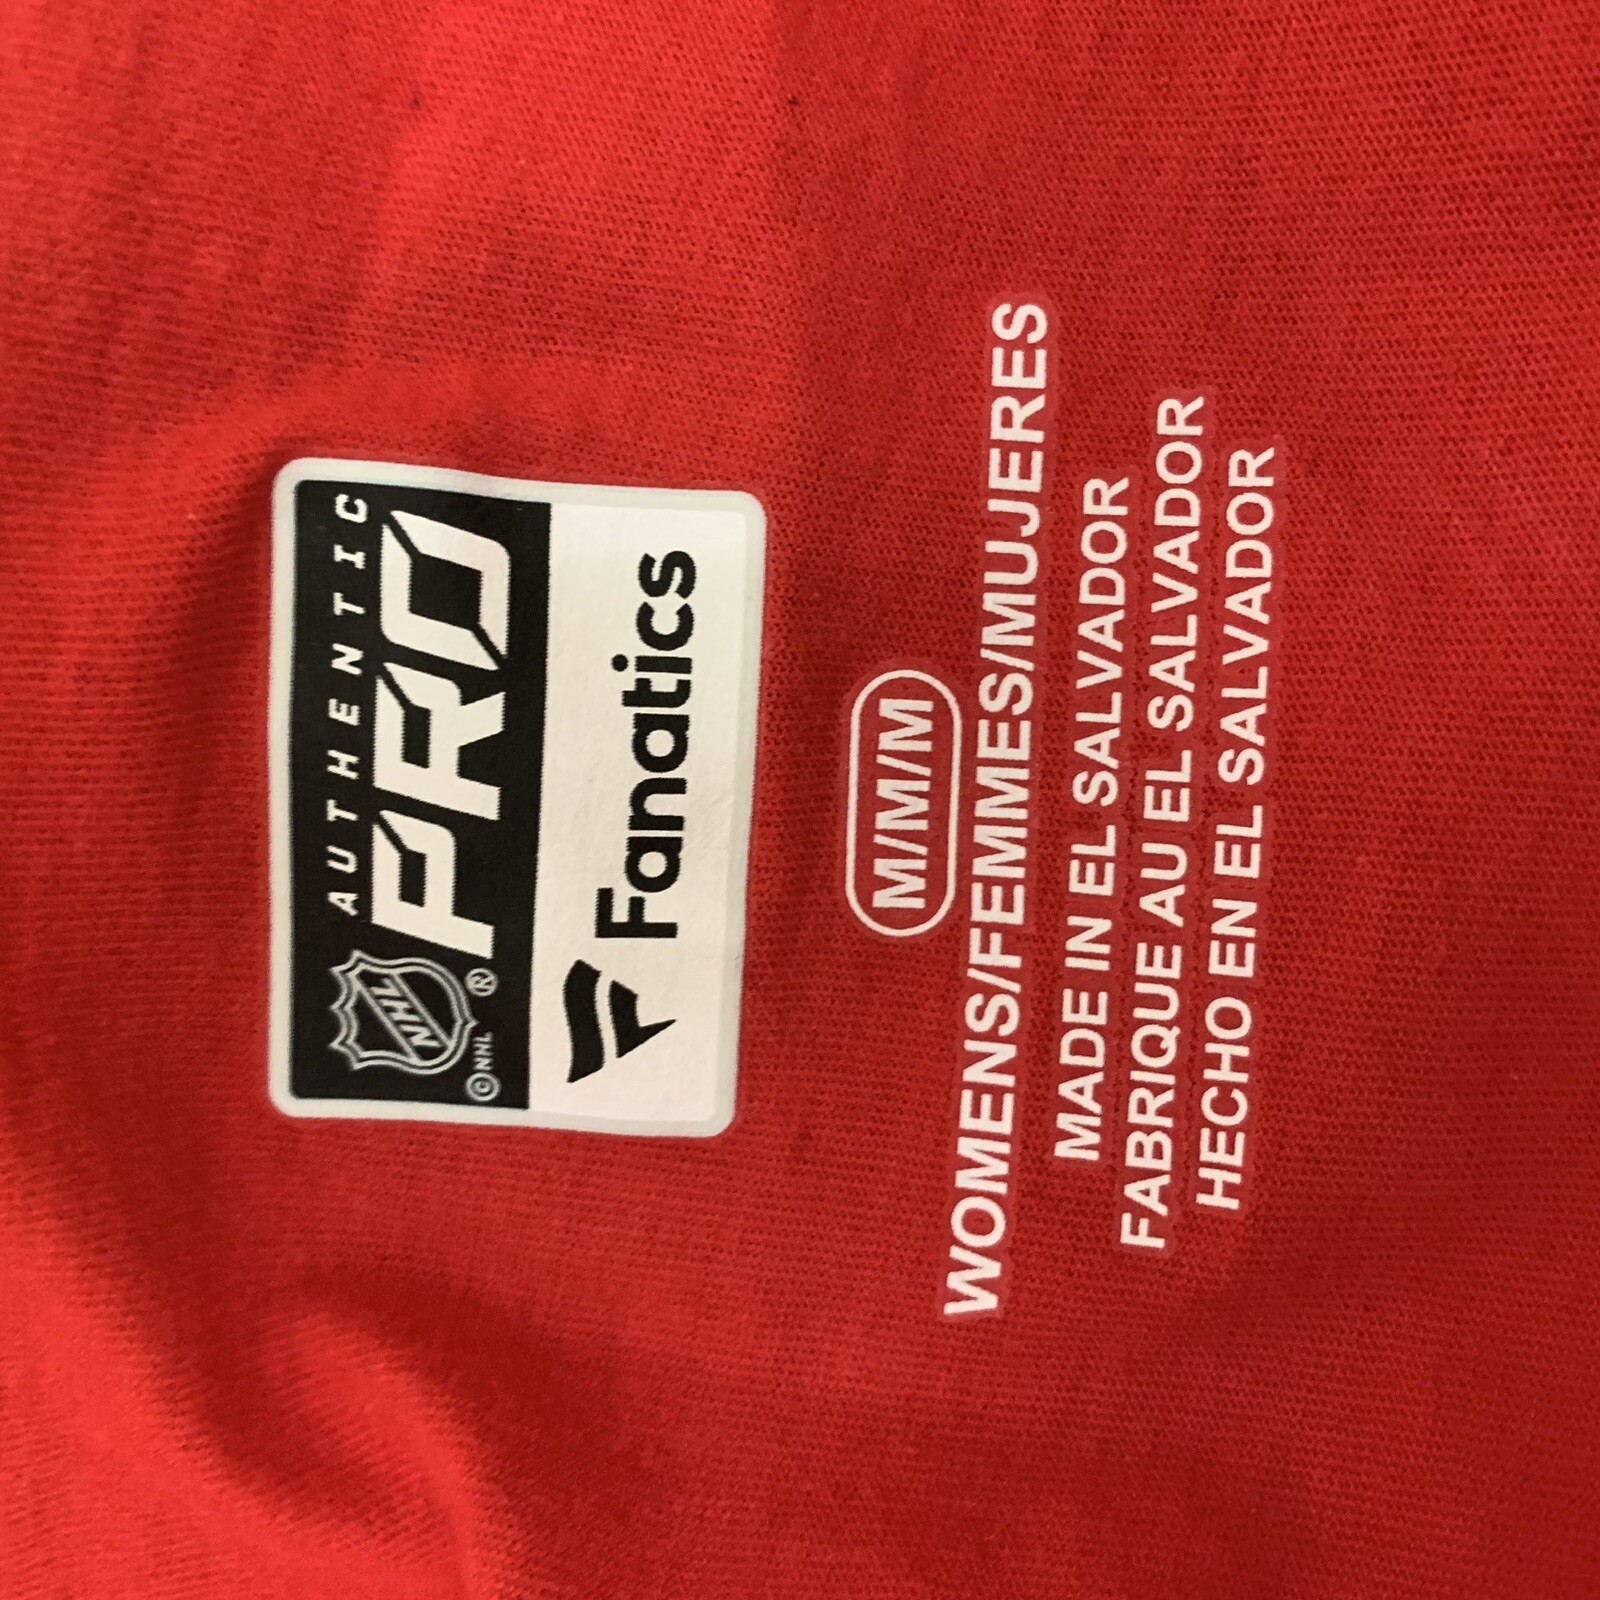 AUTHENTIC
NHL PRO
©NHL ®
Fanatics
M/M/M
WOMENS/FEMMES/MUJERES
MADE IN EL SALVADOR
FABRIQUE AU EL SALVADOR
HECHO EN EL SALVADOR